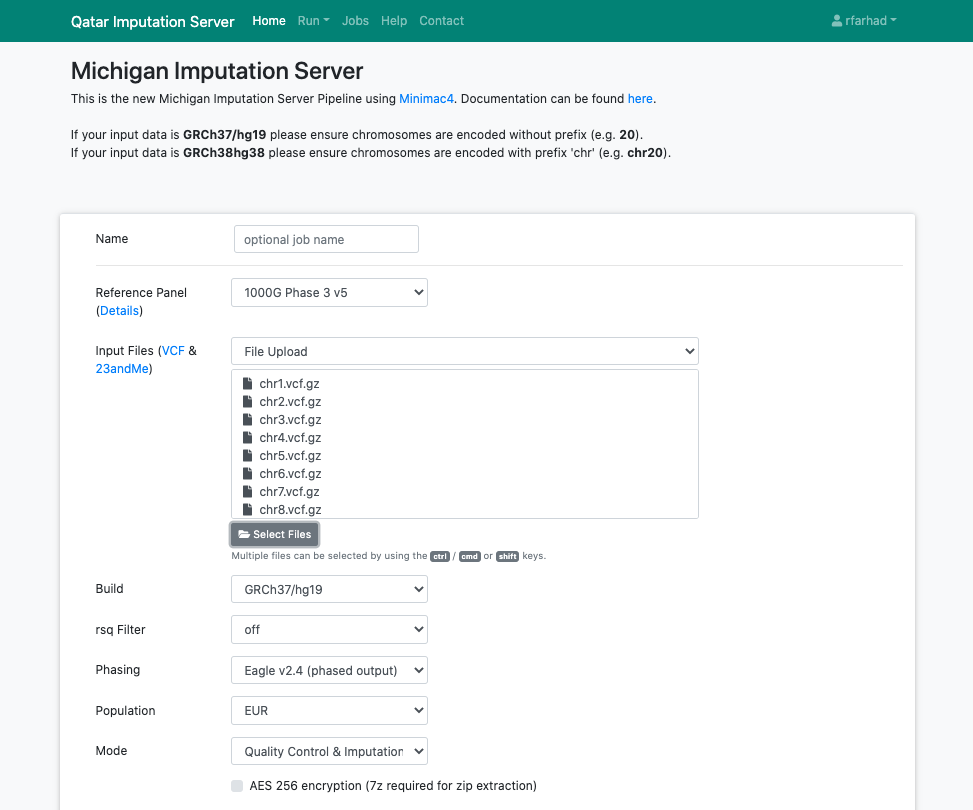 Qatar Imputation Server Home Run Jobs Help Contact rfarhad
Michigan Imputation Server
This is the new Michigan Imputation Server Pipeline using Minimac4. Documentation can be found here.
If your input data is GRCh37/hg19 please ensure chromosomes are encoded without prefix (e.g. 20).
If your input data is GRCh38hg38 please ensure chromosomes are encoded with prefix 'chr' (e.g. chr20).
Name optional job name
Reference Panel 1000G Phase 3 v5
(Details)
Input Files (VCF & File Upload
23andMe)
chr1.vcf.gz
chr2.vcf.gz
chr3.vcf.gz
chr4.vcf.gz
chr5.vcf.gz
chr6.vcf.gz
chr7.vcf.gz
chr8.vcf.gz
Select Files
Multiple files can be selected by using the ctrl / cmd or shift keys.
Build GRCh37/hg19
rsq Filter off
Phasing Eagle v2.4 (phased output)
Population EUR
Mode Quality Control & Imputation
AES 256 encryption (7z required for zip extraction)